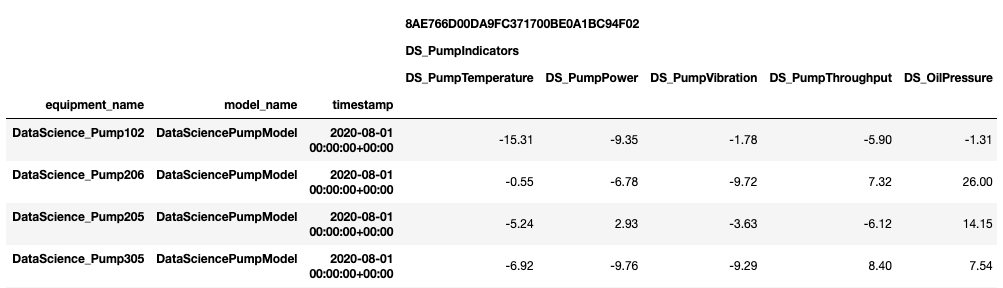 8AE766D00DA9FC371700BE0A1BC94F02
DS_PumpIndicators
DS_PumpTemperature DS_PumpPower DS_PumpVibration DS_PumpThroughput DS_OilPressure
equipment_name model_name timestamp
DataScience_Pump102 DataSciencePumpModel 2020-08-01 00:00:00+00:00 -15.31 -9.35 -1.78 -5.90 -1.31
DataScience_Pump206 DataSciencePumpModel 2020-08-01 00:00:00+00:00 -0.55 -6.78 -9.72 7.32 26.00
DataScience_Pump205 DataSciencePumpModel 2020-08-01 00:00:00+00:00 -5.24 2.93 -3.63 -6.12 14.15
DataScience_Pump305 DataSciencePumpModel 2020-08-01 00:00:00+00:00 -6.92 -9.76 -9.29 8.40 7.54